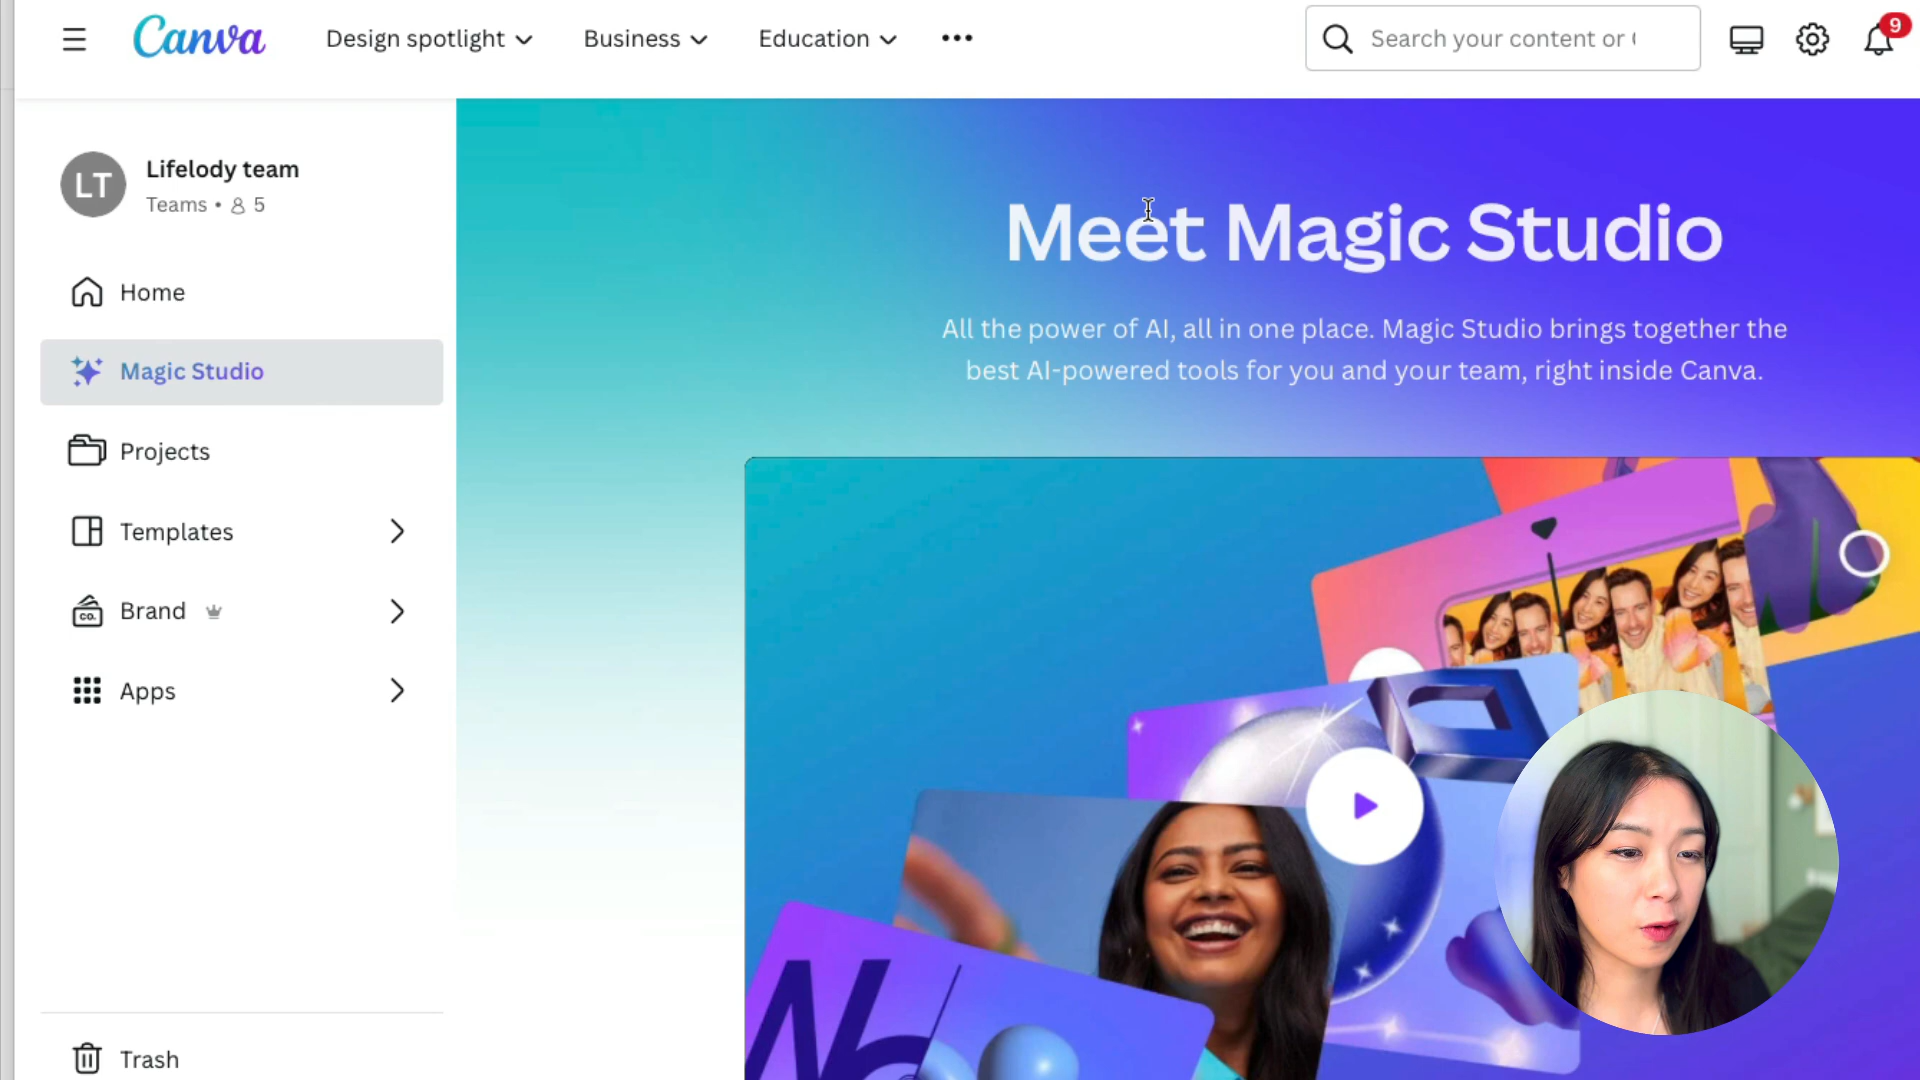 Canva
Design spotlight
Business
Education
Search your content or
9
LT
Lifelody team
Teams • 5
Home
Magic Studio
Projects
Templates
CO.
Brand
Apps
Trash
Meet Magic Studio
All the power of AI, all in one place. Magic Studio brings together the
best AI-powered tools for you and your team, right inside Canva.